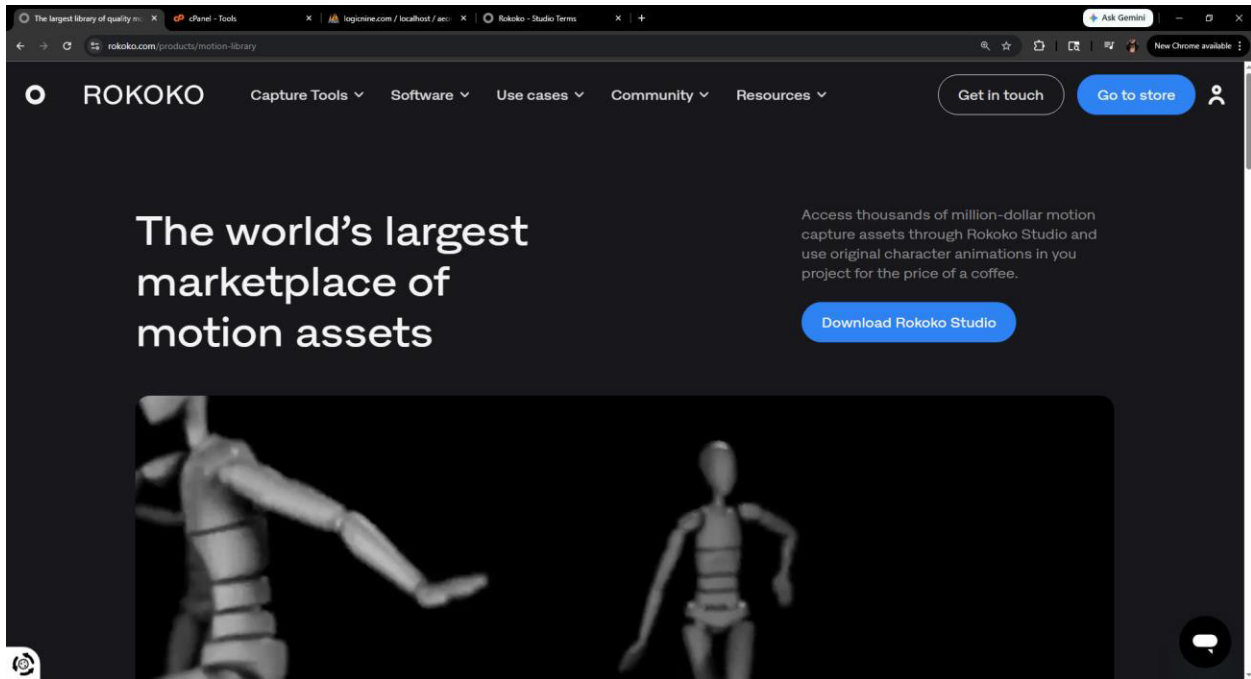 The largest library of quality mo
cPanel - Tools
logicnine.com / localhost / aeo
Rokoko - Studio Terms
Ask Gemini
rokoko.com/products/motion-library
New Chrome available
ROKOKO
Capture Tools
Software
Use cases
Community
Resources
Get in touch
Go to store
The world’s largest
marketplace of
motion assets
Access thousands of million-dollar motion
capture assets through Rokoko Studio and
use original character animations in you
project for the price of a coffee.
Download Rokoko Studio